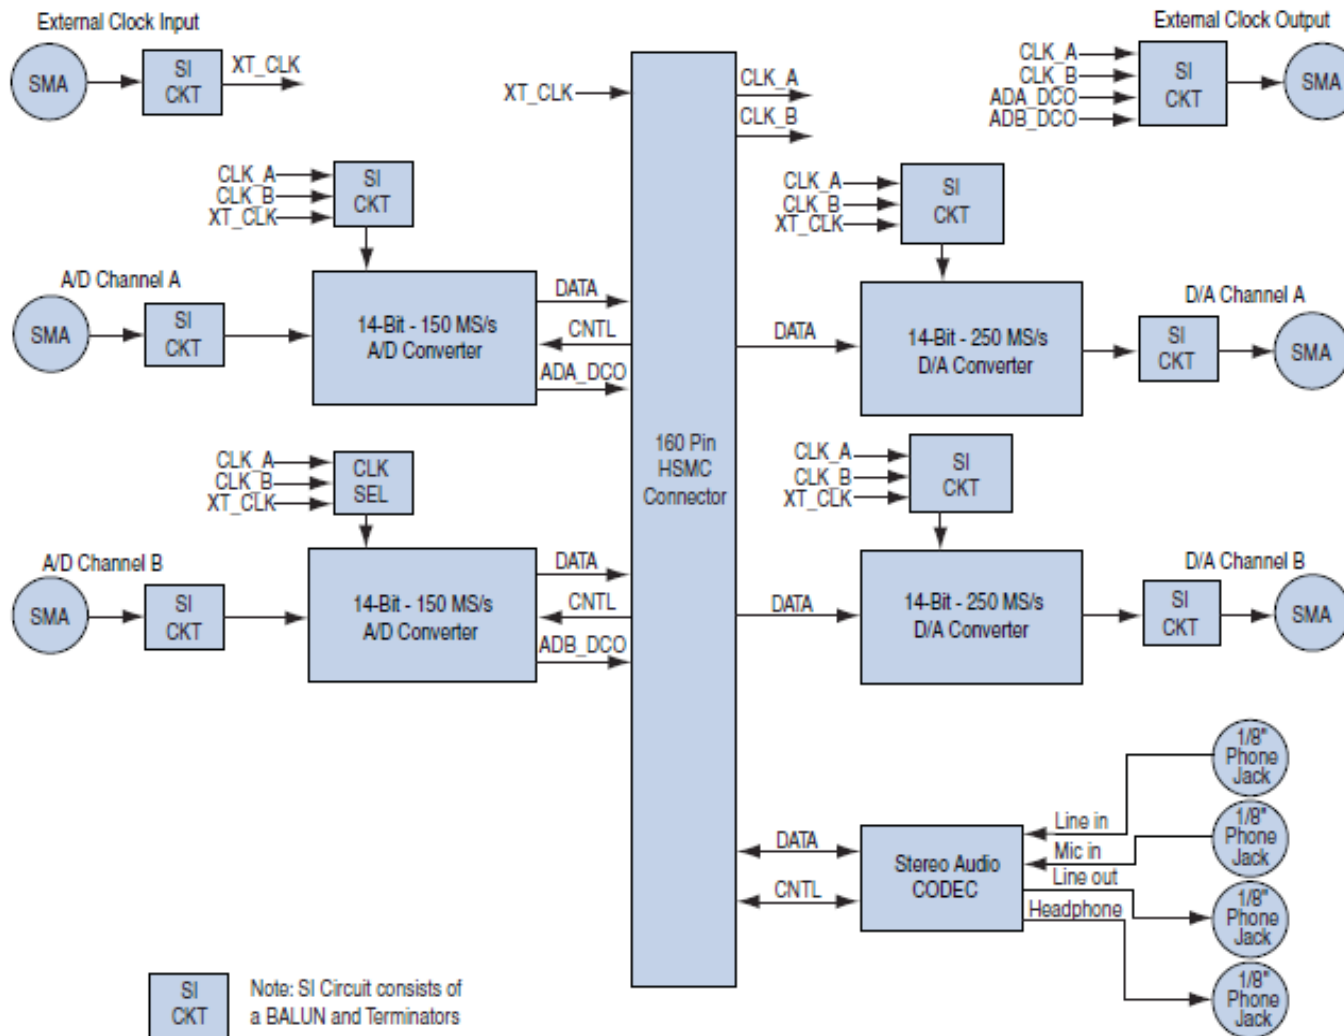 External Clock Input
SMA
SI
CKT
XT_CLK
XT_CLK
CLK_A
CLK_B
External Clock Output
CLK_A
CLK_B
ADA_DCO
ADB_DCO
SI
CKT
SMA
CLK_A
CLK_B
XT_CLK
SI
CKT
CLK_A
CLK_B
XT_CLK
SI
CKT
A/D Channel A
SMA
SI
CKT
14-Bit - 150 MS/s
A/D Converter
DATA
CNTL
ADA_DCO
DATA
14-Bit - 250 MS/s
D/A Converter
D/A Channel A
SI
CKT
SMA
160 Pin
HSMC
Connector
CLK_A
CLK_B
XT_CLK
CLK
SEL
CLK_A
CLK_B
XT_CLK
SI
CKT
A/D Channel B
SMA
SI
CKT
14-Bit - 150 MS/s
A/D Converter
DATA
CNTL
ADB_DCO
DATA
14-Bit - 250 MS/s
D/A Converter
D/A Channel B
SI
CKT
SMA
DATA
CNTL
Stereo Audio
CODEC
Line in
Mic in
Line out
Headphone
1/8"
Phone
Jack
1/8"
Phone
Jack
1/8"
Phone
Jack
1/8"
Phone
Jack
SI
CKT
Note: SI Circuit consists of
a BALUN and Terminators